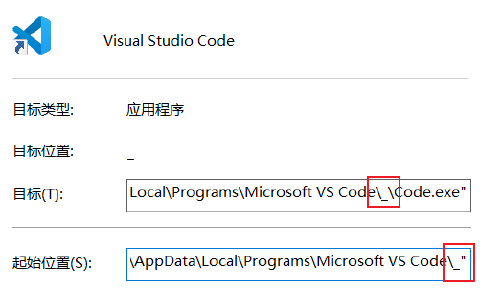 Visual Studio Code
目标类型: 应用程序
目标位置: _
目标(T): Local\Programs\Microsoft VS Code\_\Code.exe"
起始位置(S): \AppData\Local\Programs\Microsoft VS Code\_"